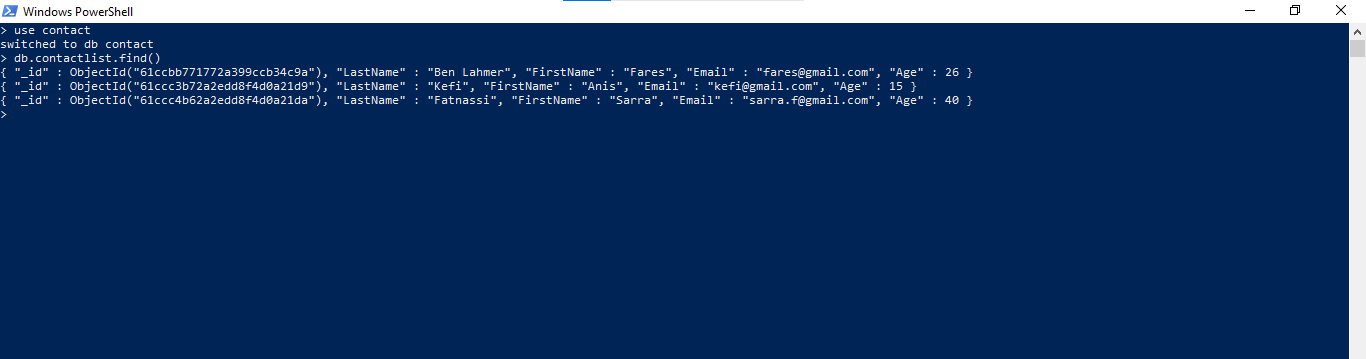 Windows PowerShell
> use contact
switched to db contact
> db.contactlist.find()
{ "_id" : ObjectId("61ccbb771772a399ccb34c9a"), "LastName" : "Ben Lahmer", "FirstName" : "Fares", "Email" : "fares@gmail.com", "Age" : 26 }
{ "_id" : ObjectId("61ccc3b72a2edd8f4d0a21d9"), "LastName" : "Kefi", "FirstName" : "Anis", "Email" : "kefi@gmail.com", "Age" : 15 }
{ "_id" : ObjectId("61ccc4b62a2edd8f4d0a21da"), "LastName" : "Fatnassi", "FirstName" : "Sarra", "Email" : "sarra.f@gmail.com", "Age" : 40 }
>